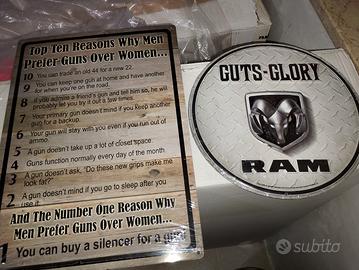 Top Ten Reasons Why Men
Prefer Guns Over Women...
10 You can trade an old 44 for a new 22.
9 You can keep one gun at home and have another
for when you're on the road.
8 If you admire a friend's gun and tell him so, he will
probably let you try it out a few times.
7 Your primary gun doesn't mind if you keep another
gun for a backup.
6 Your gun will stay with you even if you run out of
ammo.
5 A gun doesn't take up a lot of closet space
4 Guns function normally every day of the month
3 A gun doesn't ask, "Do these new grips make me
look fat?"
2 A gun doesn't mind if you go to sleep after you
use it.
And The Number One Reason Why
Men Prefer Guns Over Women...
1 You can buy a silencer for a
GUTS-GLORY
RAM
subito